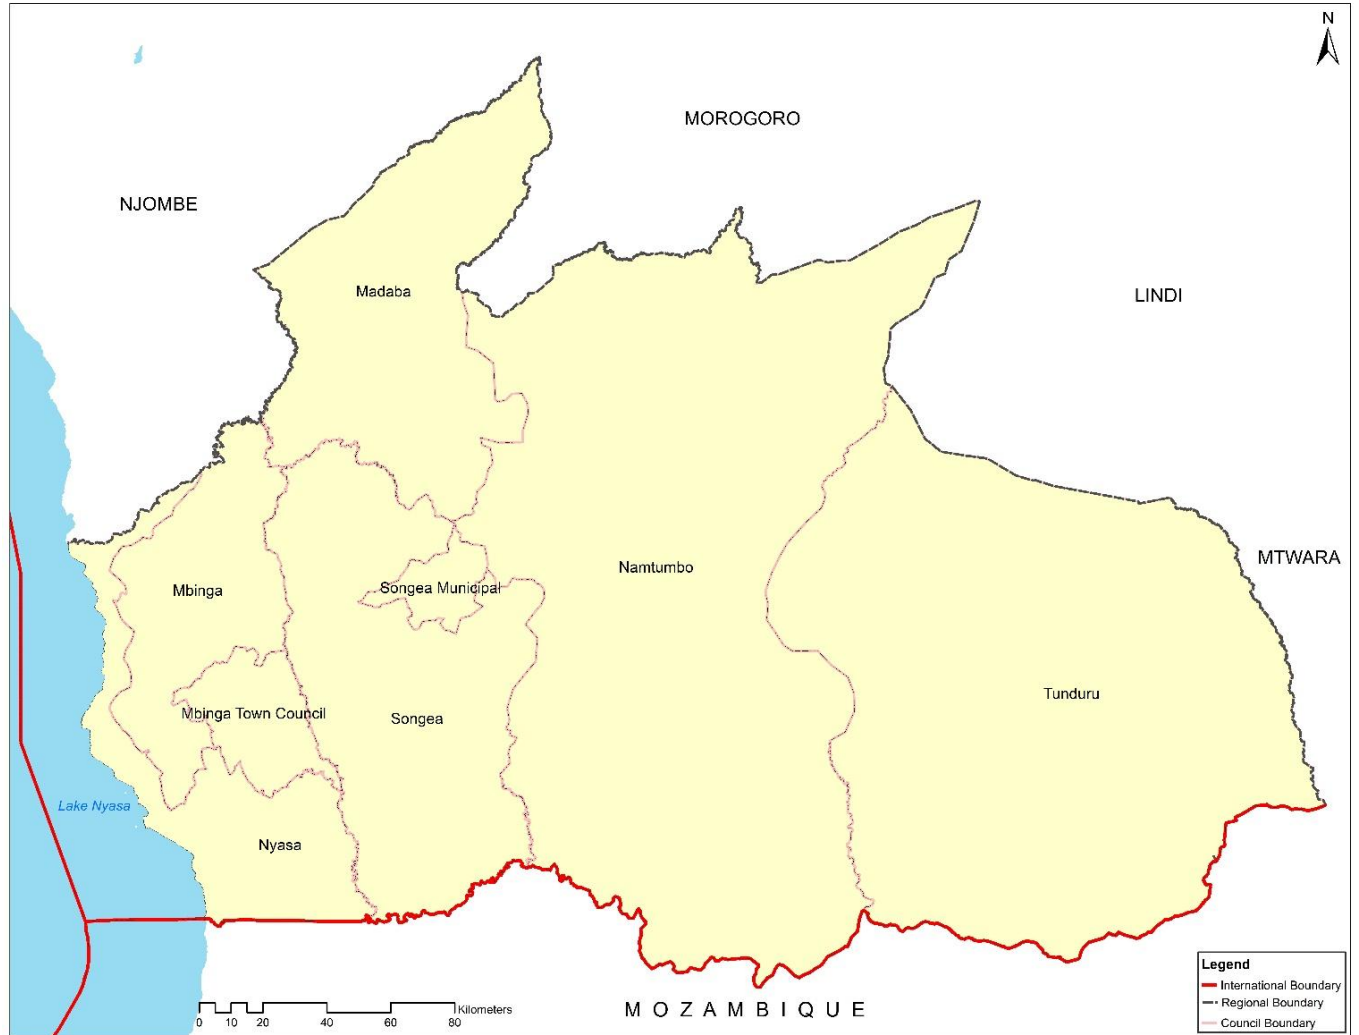 N
MOROGORO
NJOMBE
Madaba
LINDI
MTWARA
Namtumbo
Songea Municipal
Mbinga
Tunduru
Mbinga Town Council
Songea
Lake Nyasa
Nyasa
Legend
International Boundary
Regional Boundary
Council Boundary
Kilometers
0 10 20 40 60 80
MOZAMBIQUE